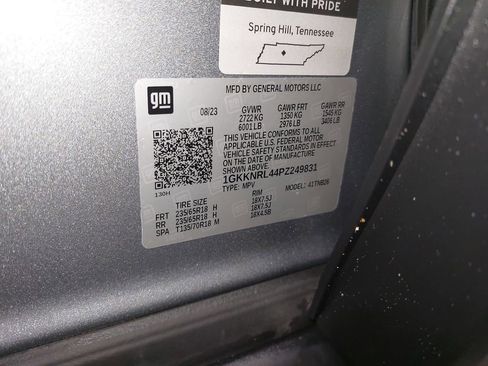 BUILT WITH PRIDE
Spring Hill, Tennessee
gm
MFD BY GENERAL MOTORS LLC
08/23
GVWR GAWR FRT GAWR RR
2722 KG 1350 KG 1545 KG
6001 LB 2976 LB 3406 LB
THIS VEHICLE CONFORMS TO ALL
APPLICABLE U.S. FEDERAL MOTOR
VEHICLE SAFETY STANDARDS IN EFFECT
ON THE DATE OF MANUFACTURE
SHOWN ABOVE.
1GKKNRL44PZ249831
TYPE: MPV MODEL: 4TTNB26
130H
TIRE SIZE RIM
FRT 235/65R18 H 18X7.5J
RR 235/65R18 H 18X7.5J
SPA T135/70R18 M 18X4.5B